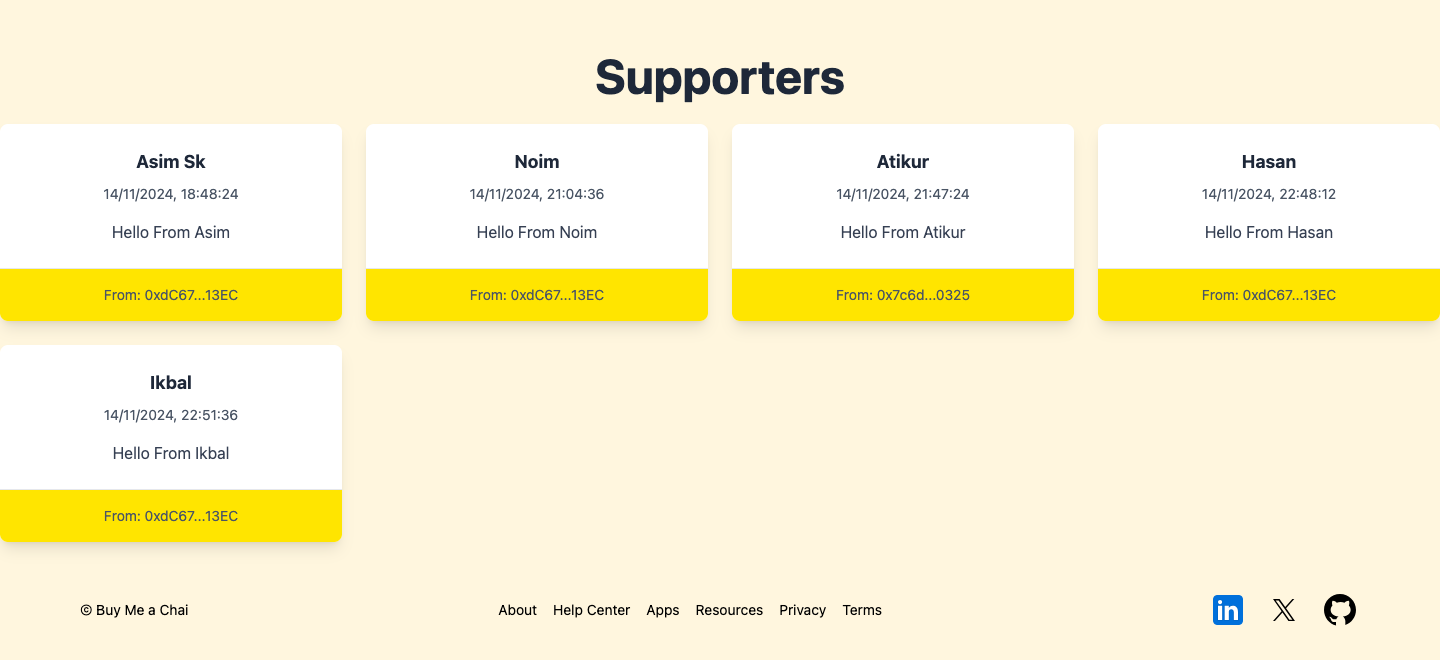 Supporters
Asim Sk
14/11/2024, 18:48:24
Hello From Asim
From: 0xdC67...13EC
Noim
14/11/2024, 21:04:36
Hello From Noim
From: 0xdC67...13EC
Atikur
14/11/2024, 21:47:24
Hello From Atikur
From: 0x7c6d...0325
Hasan
14/11/2024, 22:48:12
Hello From Hasan
From: 0xdC67...13EC
Ikbal
14/11/2024, 22:51:36
Hello From Ikbal
From: 0xdC67...13EC
© Buy Me a Chai
About Help Center Apps Resources Privacy Terms
in